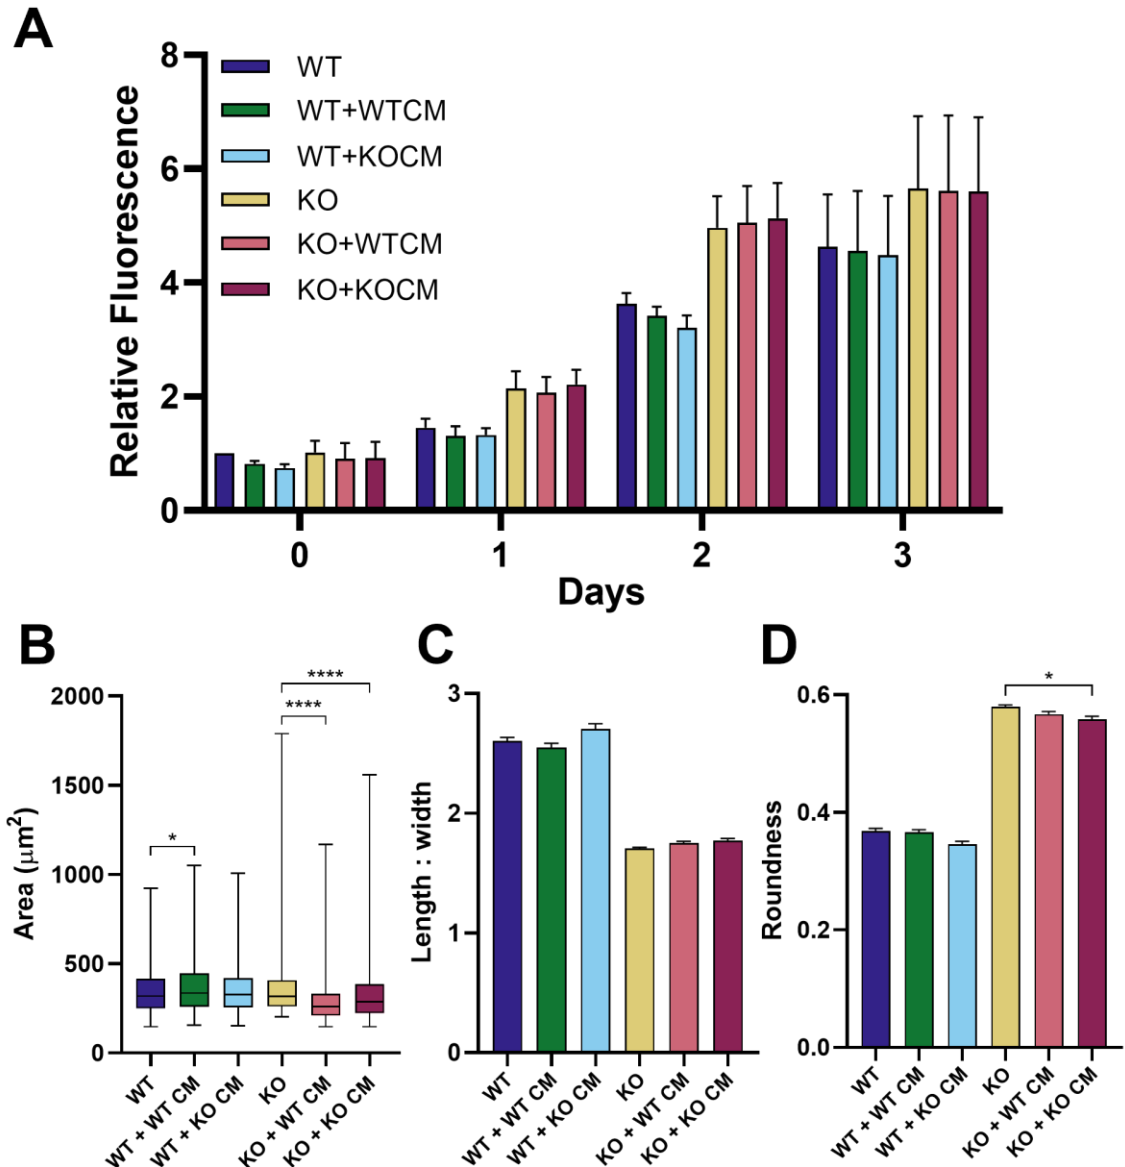 A
8
6
4
2
0
Relative Fluorescence
WT
WT+WTCM
WT+KOCM
KO
KO+WTCM
KO+KOCM
0 1 2 3
Days
B
2000
1500
1000
500
0
Area (μm²)
*
****
****
WT
WT + WT CM
WT + KO CM
KO
KO + WT CM
KO + KO CM
C
3
2
1
0
Length : width
WT
WT + WT CM
WT + KO CM
KO
KO + WT CM
KO + KO CM
D
0.6
0.4
0.2
0.0
Roundness
*
WT
WT + WT CM
WT + KO CM
KO
KO + WT CM
KO + KO CM